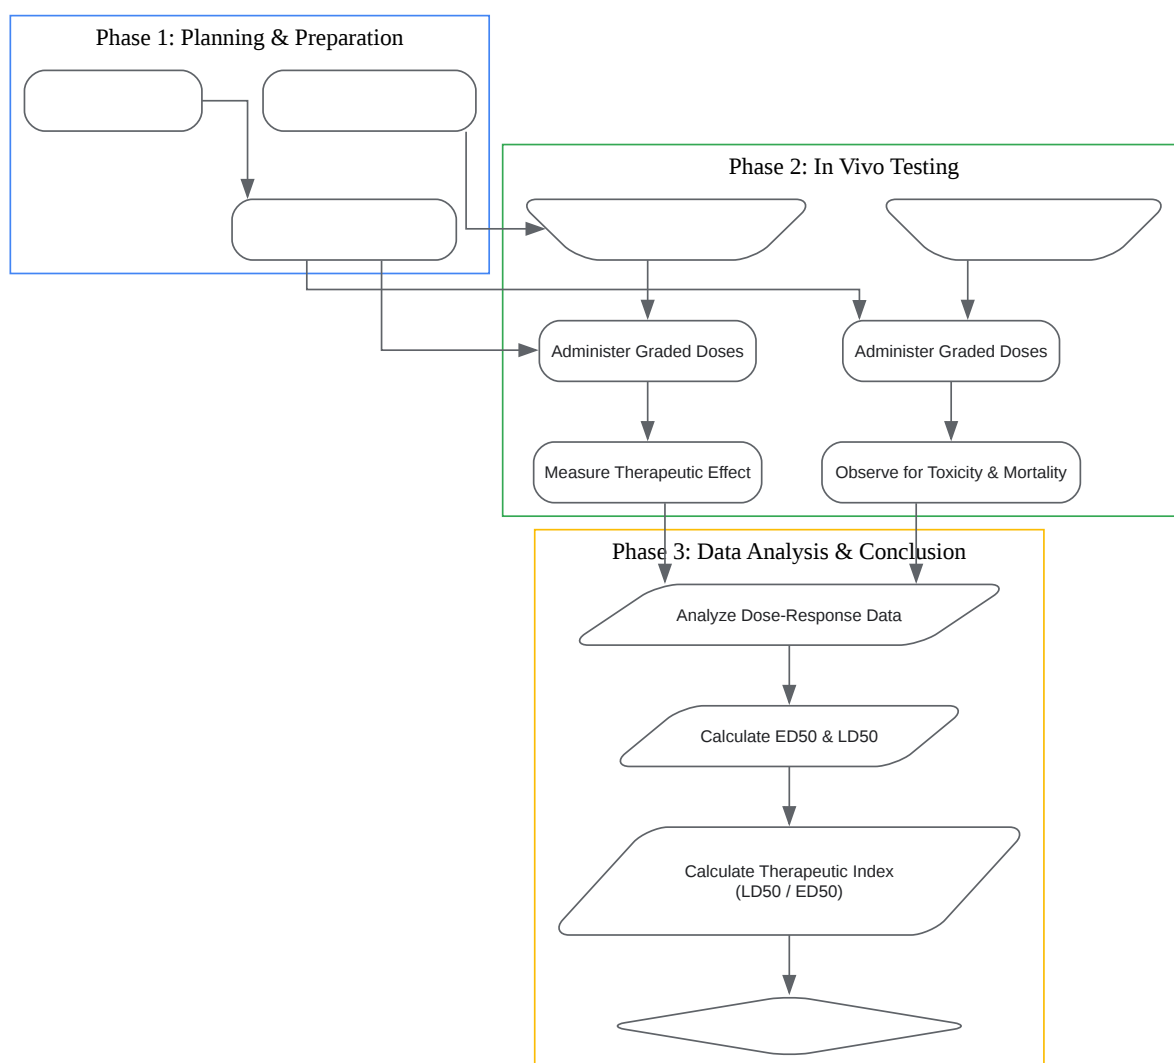 Phase 1: Planning & Preparation
Phase 2: In Vivo Testing
Administer Graded Doses
Administer Graded Doses
Measure Therapeutic Effect
Observe for Toxicity & Mortality
Phase 3: Data Analysis & Conclusion
Analyze Dose-Response Data
Calculate ED50 & LD50
Calculate Therapeutic Index
(LD50 / ED50)